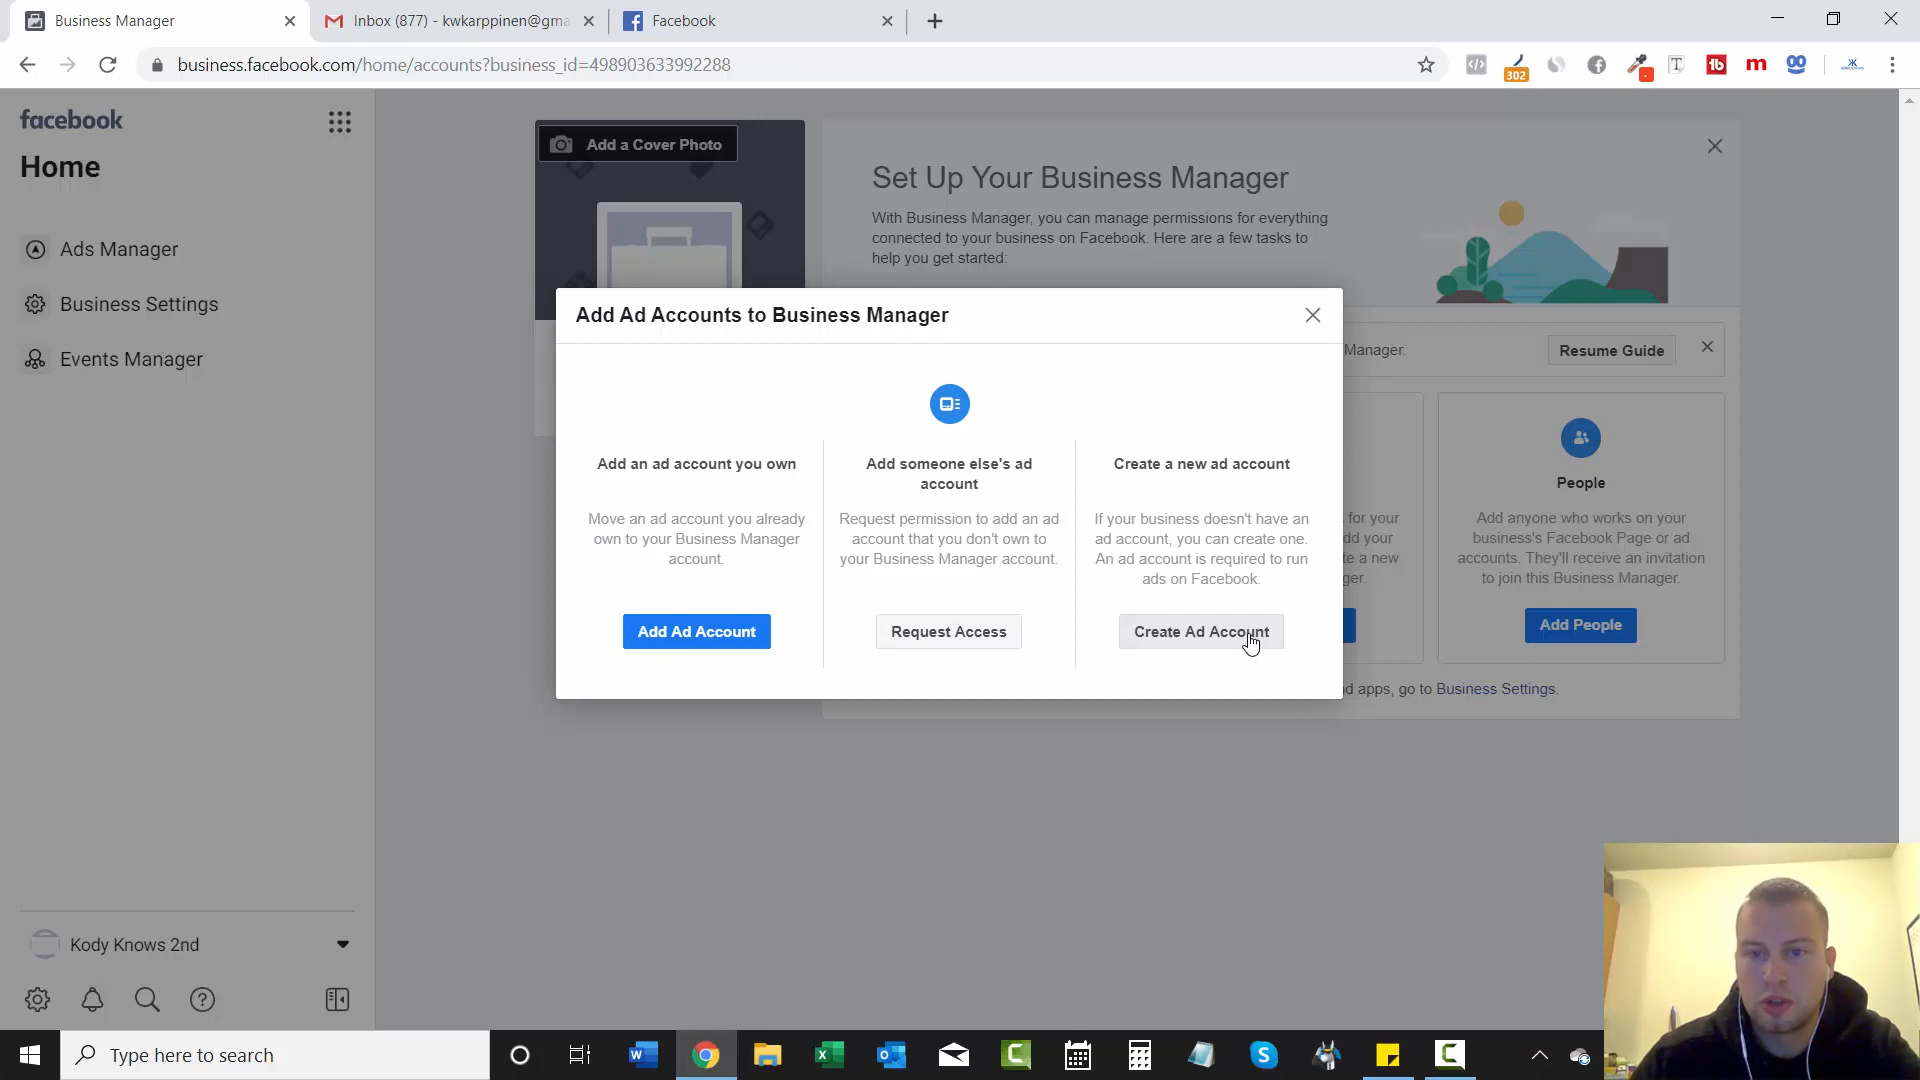 Business Manager
Inbox (877) - kwkarppinen@gma
Facebook
business.facebook.com/home/accounts?business_id=498903633992288
302
facebook
Home
Ads Manager
Business Settings
Events Manager
Add a Cover Photo
Set Up Your Business Manager
With Business Manager, you can manage permissions for everything
connected to your business on Facebook. Here are a few tasks to
help you get started:
Manager.
Resume Guide
Add Ad Accounts to Business Manager
Add an ad account you own
Move an ad account you already
own to your Business Manager
account.
Add Ad Account
Add someone else's ad
account
Request permission to add an ad
account that you don't own to
your Business Manager account.
Request Access
Create a new ad account
If your business doesn't have an
ad account, you can create one.
An ad account is required to run
ads on Facebook.
Create Ad Account
for your
dd your
te a new
ger.
People
Add anyone who works on your
business's Facebook Page or ad
accounts. They'll receive an invitation
to join this Business Manager.
Add People
d apps, go to Business Settings.
Kody Knows 2nd
Type here to search